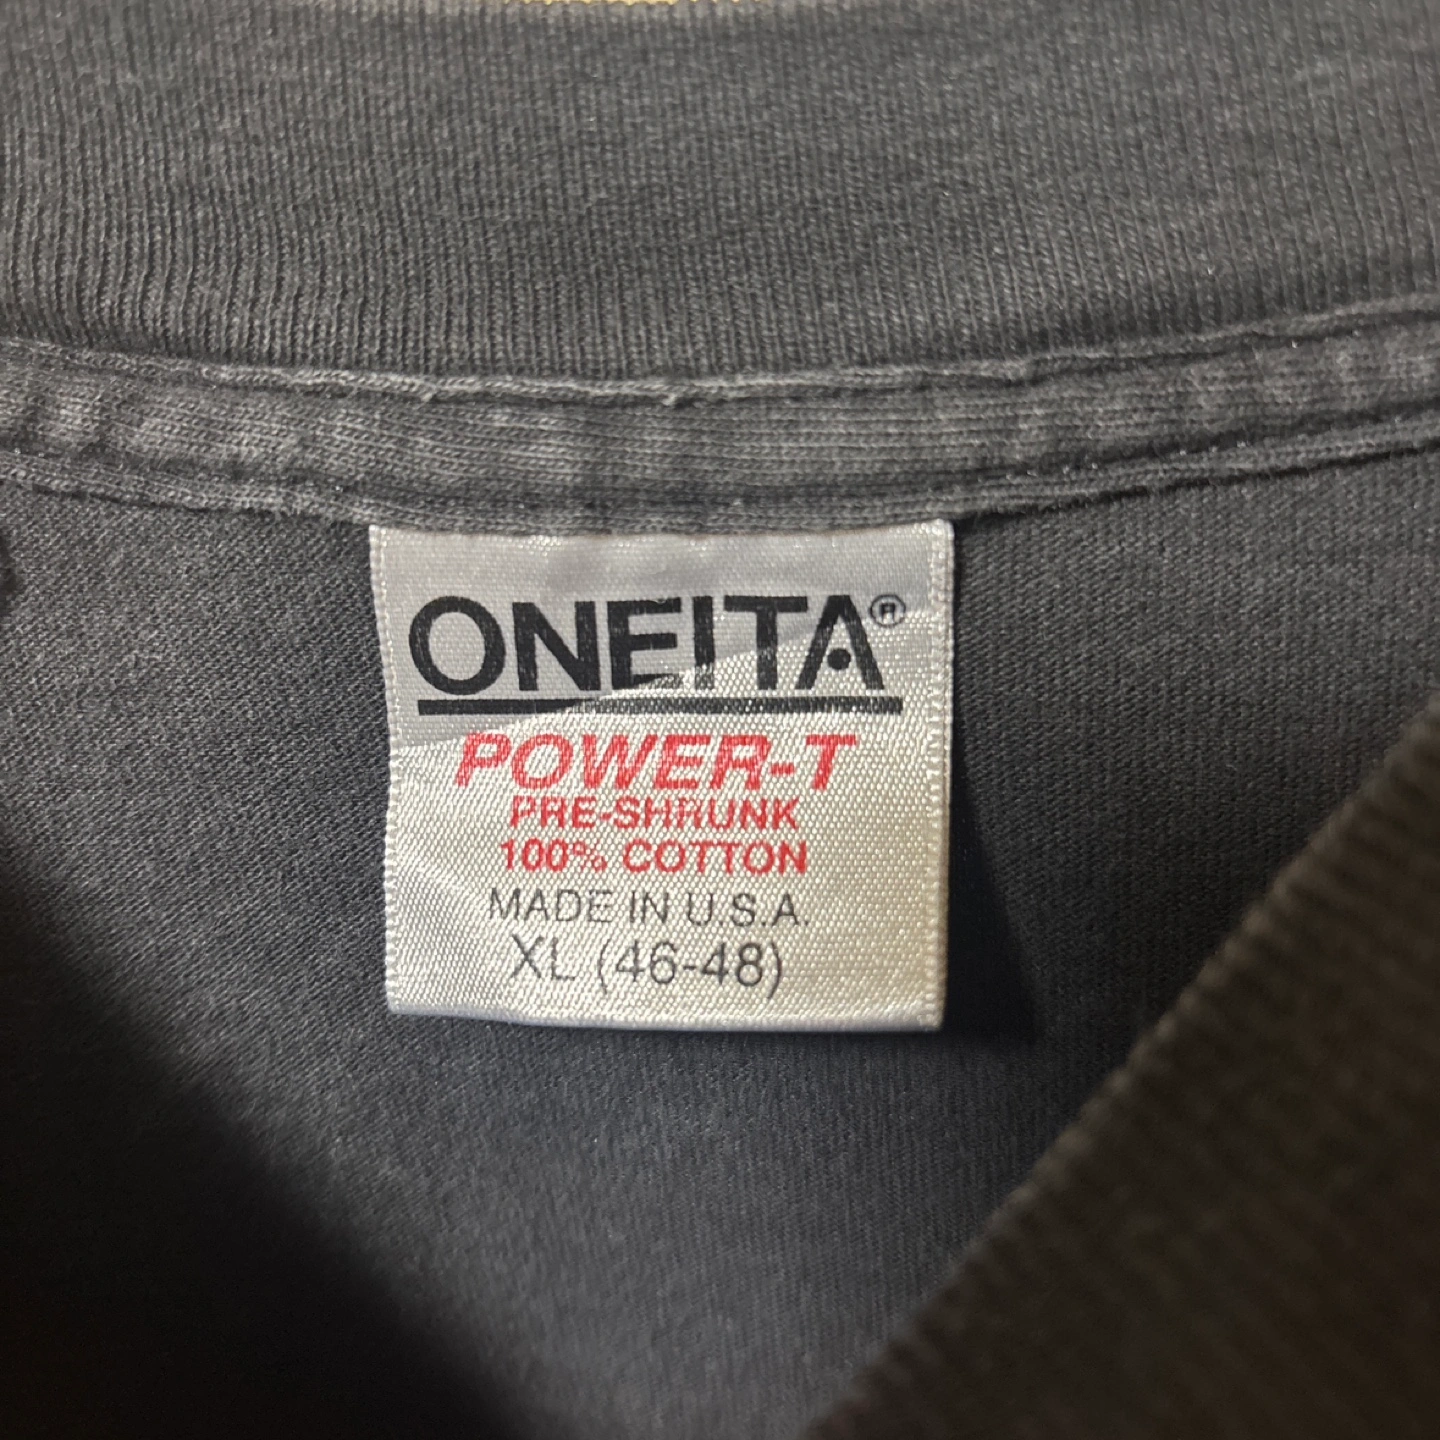 ONEITA®
POWER-T
PRE-SHRUNK
100% COTTON
MADE IN U.S.A.
XL (46-48)